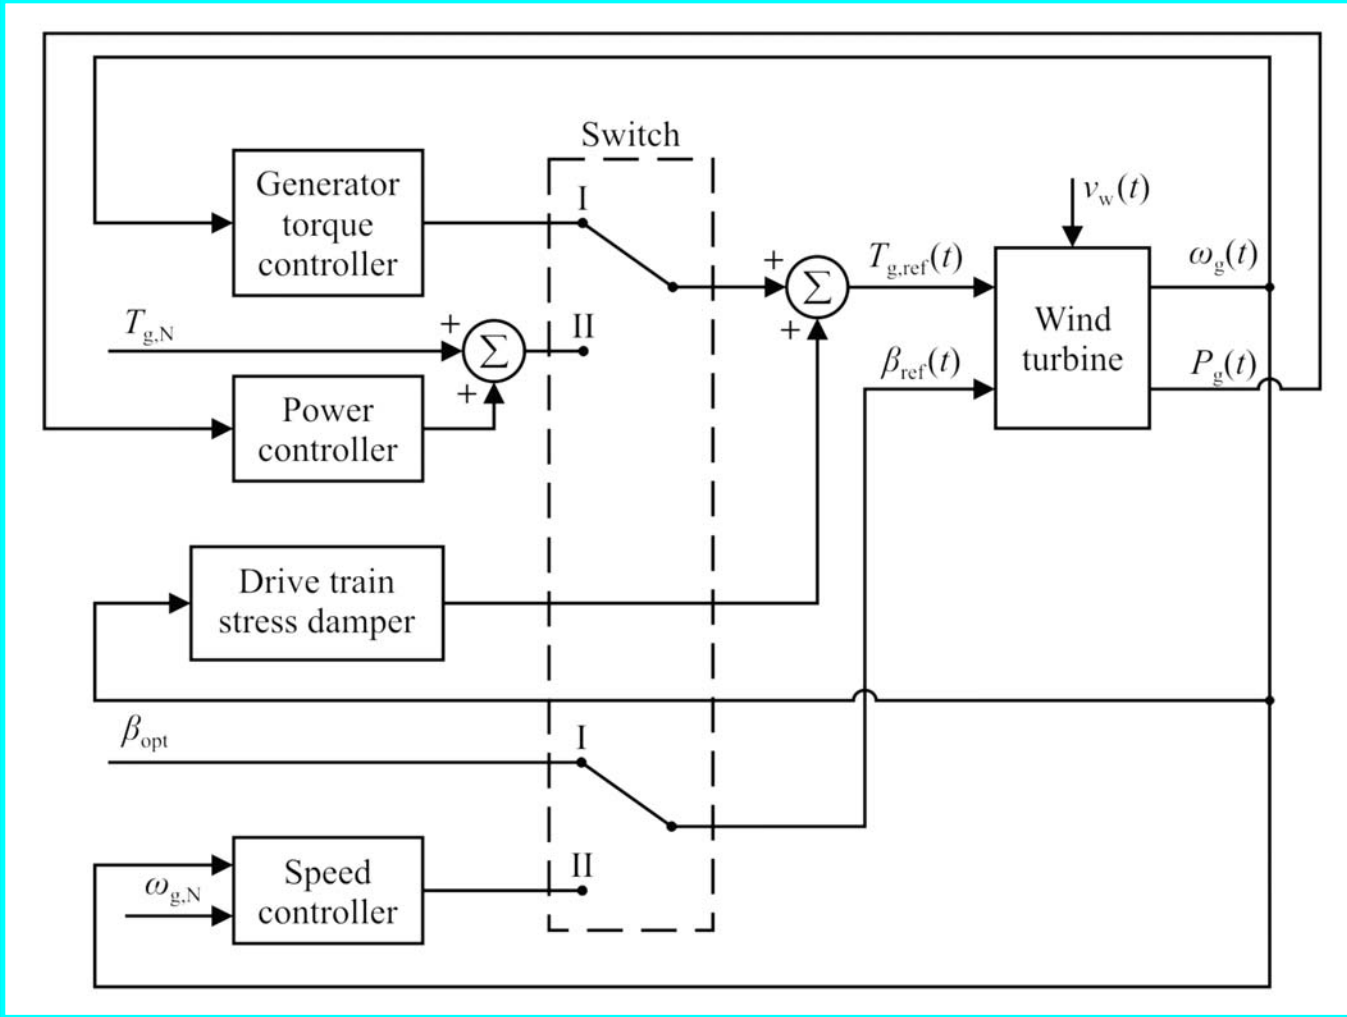 Switch
Generator
torque
controller
I
v_w(t)
+
T_g,ref(t)
ω_g(t)
Σ
T_g,N
+
Σ
II
+
Wind
turbine
β_ref(t)
P_g(t)
+
Power
controller
Drive train
stress damper
β_opt
I
II
Speed
controller
ω_g,N